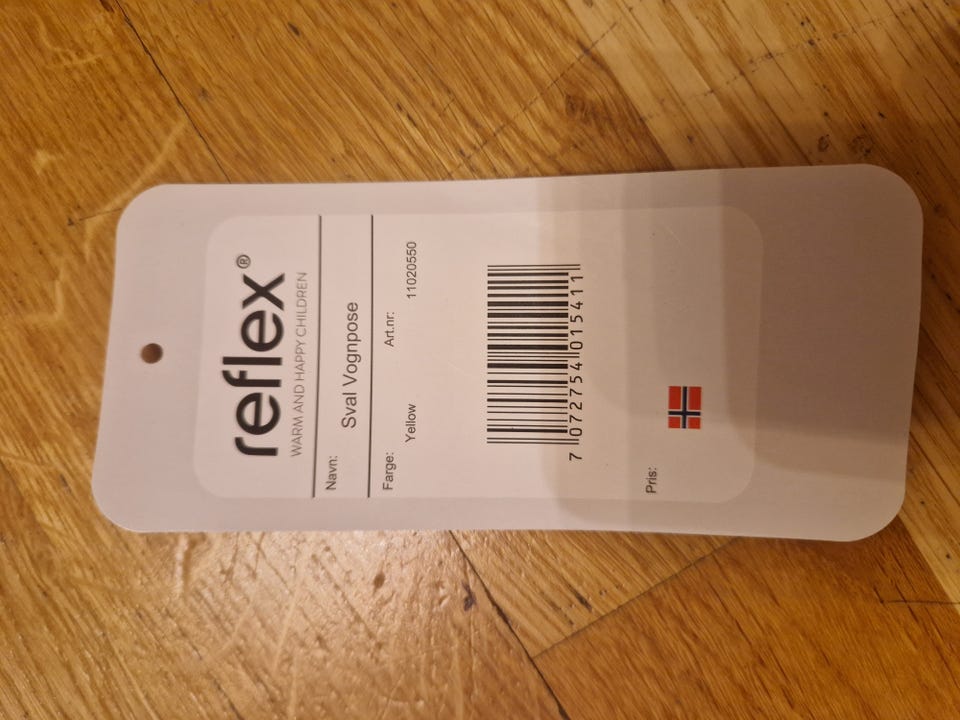 reflex®
WARM AND HAPPY CHILDREN
Navn:
Sval Vognpose
Farge: Art.nr:
Yellow 11020550
7 072754 015411
Pris: